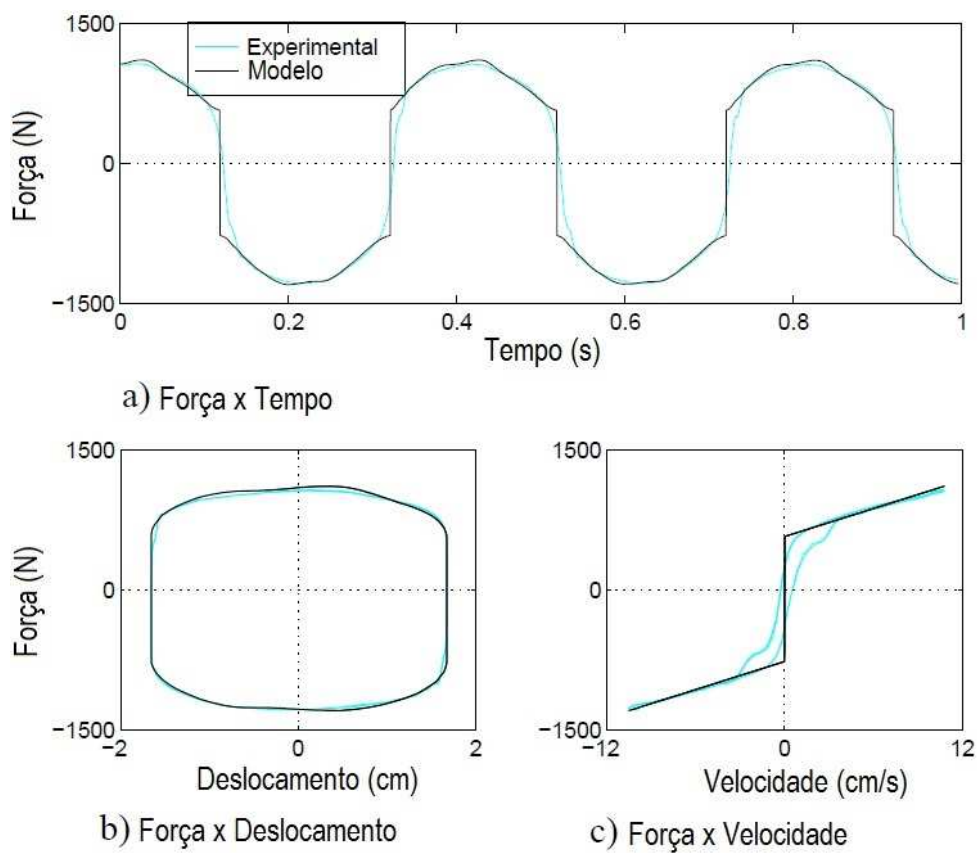 1500
Experimental
Modelo
Força (N)
0
−1500
0 0.2 0.4 0.6 0.8 1
Tempo (s)
a) Força x Tempo
1500
Força (N)
0
−1500
−2 0 2
Deslocamento (cm)
b) Força x Deslocamento
1500
0
−1500
−12 0 12
Velocidade (cm/s)
c) Força x Velocidade